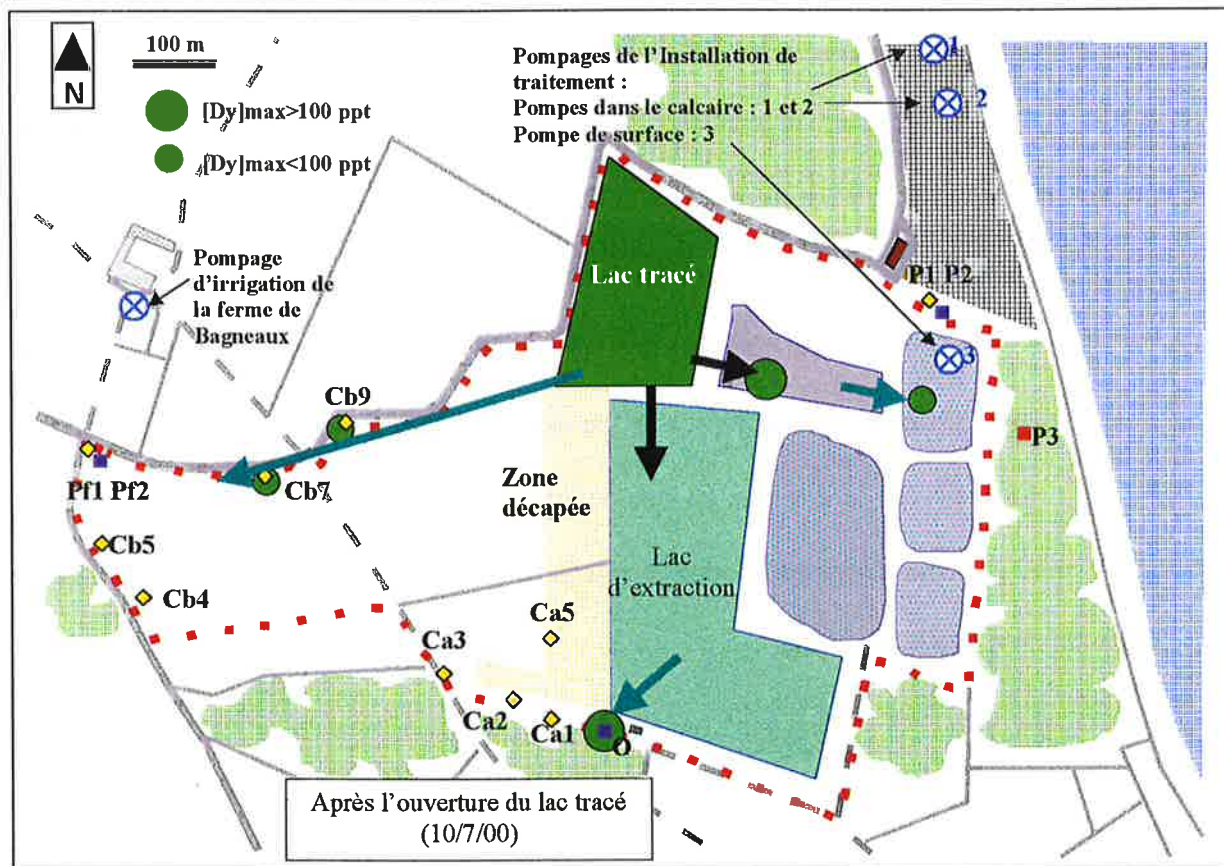 100 m
N
[Dy]max>100 ppt
[Dy]max<100 ppt
Pompages de l'Installation de
traitement :
Pompes dans le calcaire : 1 et 2
Pompe de surface : 3
1
2
Pompage
d'irrigation de
la ferme de
Bagneaux
Lac tracé
P1 P2
3
P3
Cb9
Cb7
Pf1 Pf2
Zone
décapée
Lac
d'extraction
Cb5
Cb4
Ca5
Ca3
Ca2
Ca1
O
Après l'ouverture du lac tracé
(10/7/00)